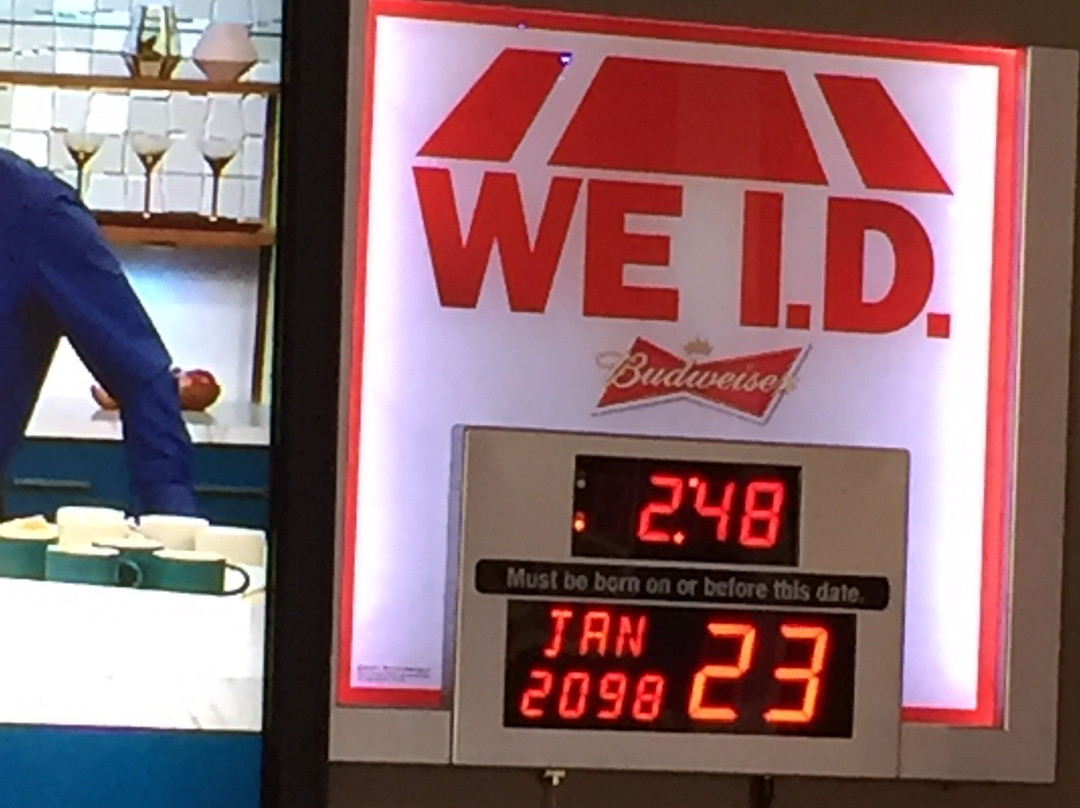 WE I.D.
Budweiser
2:48
Must be born on or before this date.
JAN 23
2098